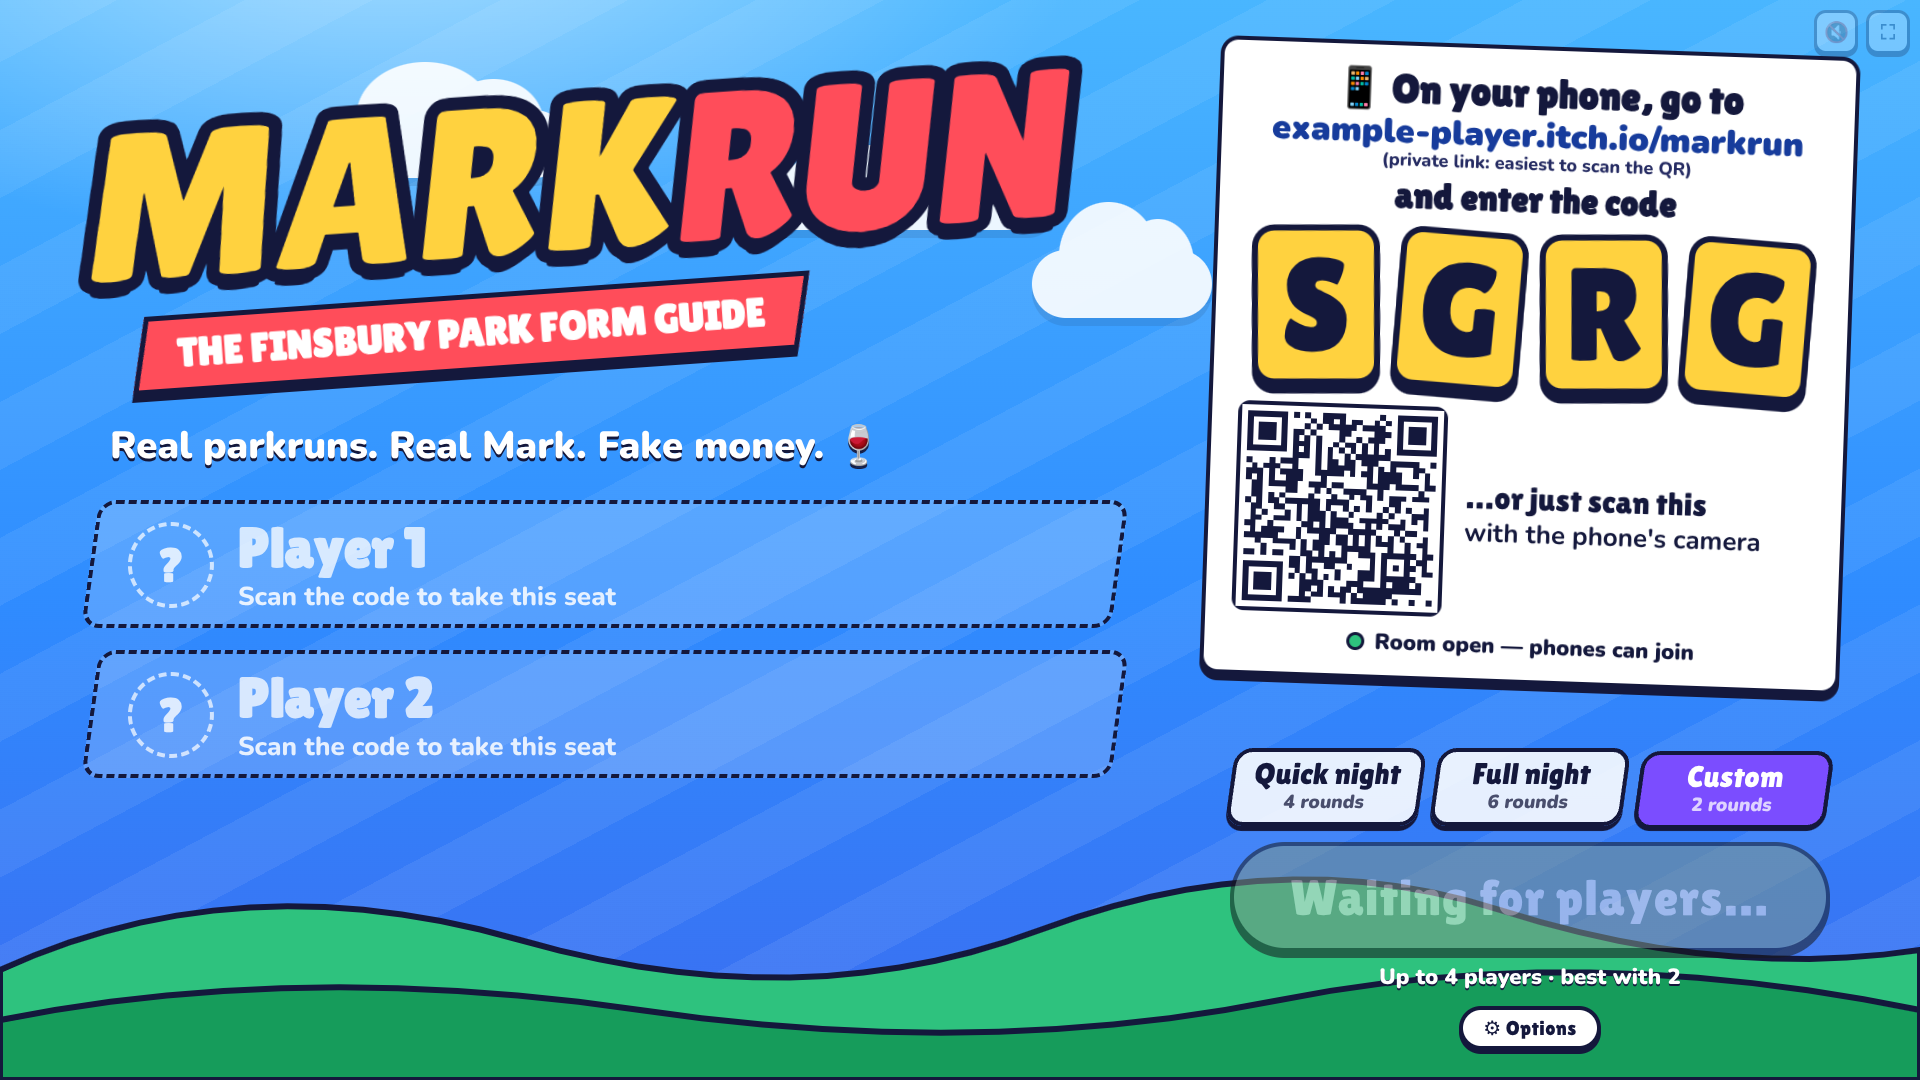 MARKRUN
THE FINSBURY PARK FORM GUIDE
Real parkruns. Real Mark. Fake money.
?
Player 1
Scan the code to take this seat
?
Player 2
Scan the code to take this seat
On your phone, go to
example-player.itch.io/markrun
(private link: easiest to scan the QR)
and enter the code
S G R G
...or just scan this
with the phone's camera
Room open — phones can join
Quick night
4 rounds
Full night
6 rounds
Custom
2 rounds
Waiting for players...
Up to 4 players · best with 2
⚙ Options